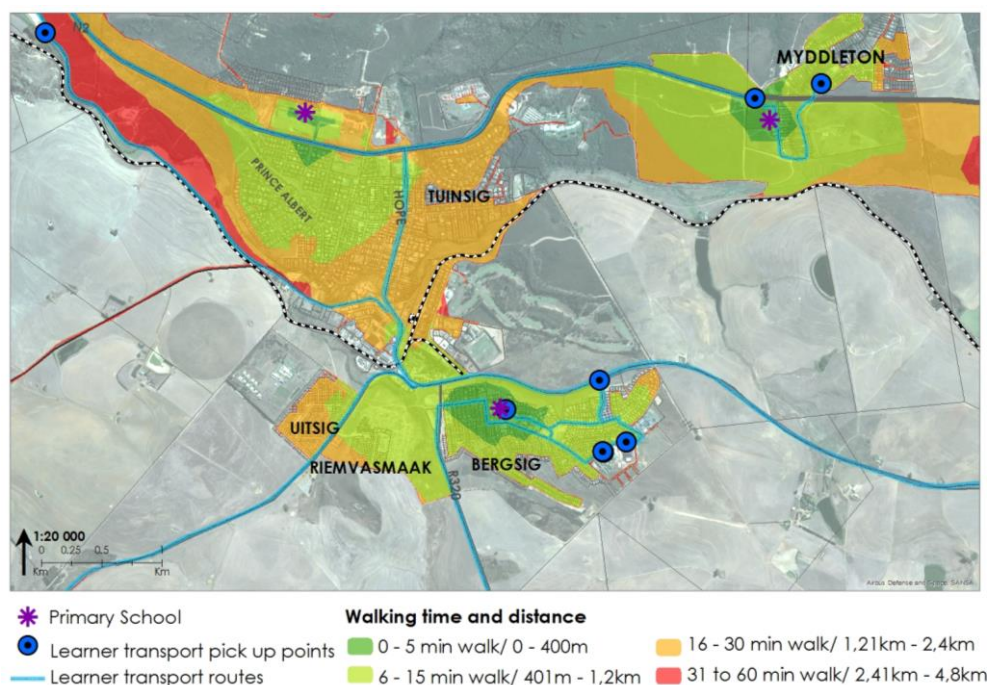 N2
MYDDLETON
PRINCE ALBERT
HOPE
TUINSIG
UITSIG
RIEMVASMAAK
BERGSIG
R320
1:20 000
0 0.25 0.5
Km Km
Airbus Defense and Space, SANSA
Primary School
Learner transport pick up points
Learner transport routes
Walking time and distance
0 - 5 min walk/ 0 - 400m
6 - 15 min walk/ 401m - 1,2km
16 - 30 min walk/ 1,21km - 2,4km
31 to 60 min walk/ 2,41km - 4,8km